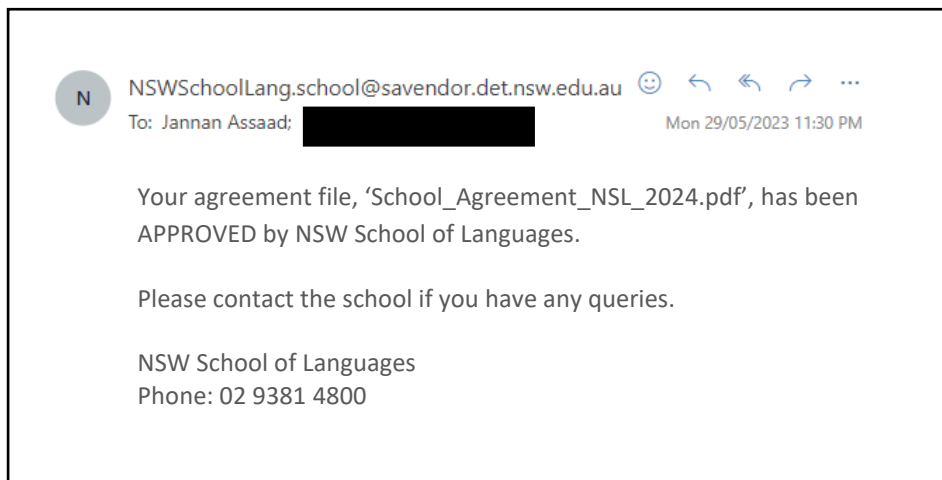 N
NSWSchoolLang.school@savendor.det.nsw.edu.au
To: Jannan Assaad;
Mon 29/05/2023 11:30 PM
Your agreement file, ‘School_Agreement_NSL_2024.pdf’, has been
APPROVED by NSW School of Languages.
Please contact the school if you have any queries.
NSW School of Languages
Phone: 02 9381 4800